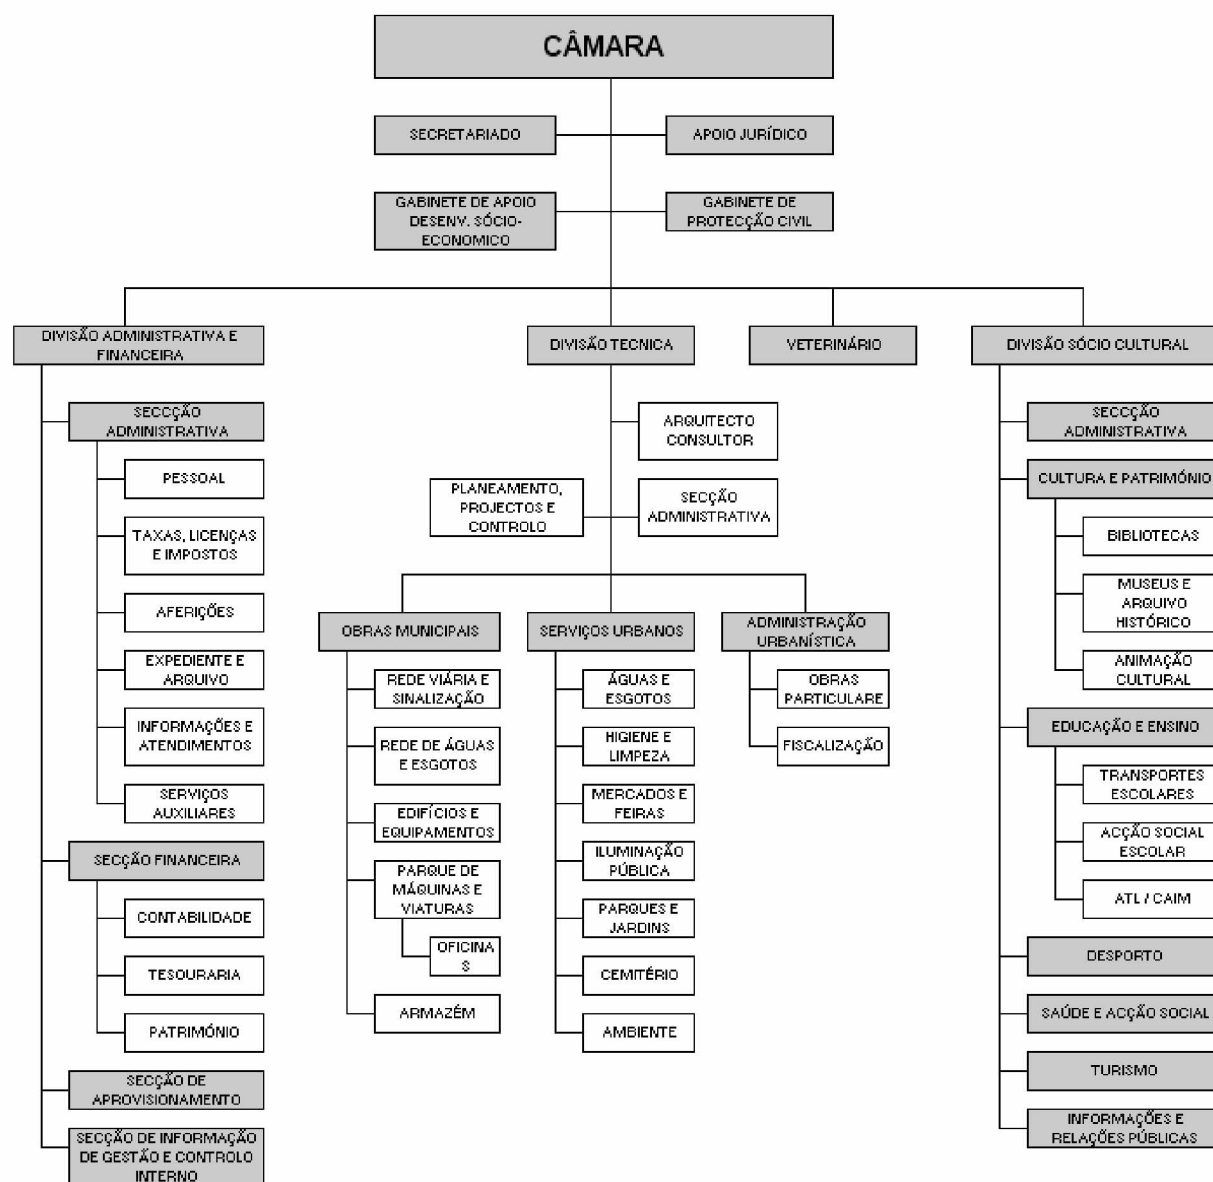 CÂMARA
SECRETARIADO
APOIO JURÍDICO
GABINETE DE APOIO
DESENV. SÓCIO-
ECONOMICO
GABINETE DE
PROTECÇÃO CIVIL
DIVISÃO ADMINISTRATIVA E
FINANCEIRA
DIVISÃO TECNICA
VETERINÁRIO
DIVISÃO SÓCIO CULTURAL
SECCÇÃO
ADMINISTRATIVA
PESSOAL
TAXAS, LICENÇAS
E IMPOSTOS
AFERIÇÕES
EXPEDIENTE E
ARQUIVO
INFORMAÇÕES E
ATENDIMENTOS
SERVIÇOS
AUXILIARES
SECÇÃO FINANCEIRA
CONTABILIDADE
TESOURARIA
PATRIMÓNIO
SECÇÃO DE
APROVISIONAMENTO
SECÇÃO DE INFORMAÇÃO
DE GESTÃO E CONTROLO
INTERNO
ARQUITECTO
CONSULTOR
PLANEAMENTO,
PROJECTOS E
CONTROLO
SECÇÃO
ADMINISTRATIVA
OBRAS MUNICIPAIS
REDE VIÁRIA E
SINALIZAÇÃO
REDE DE ÁGUAS
E ESGOTOS
EDIFÍCIOS E
EQUIPAMENTOS
PARQUE DE
MÁQUINAS E
VIATURAS
OFICINA
S
ARMAZÉM
SERVIÇOS URBANOS
ÁGUAS E
ESGOTOS
HIGIENE E
LIMPEZA
MERCADOS E
FEIRAS
ILUMINAÇÃO
PÚBLICA
PARQUES E
JARDINS
CEMITÉRIO
AMBIENTE
ADMINISTRAÇÃO
URBANÍSTICA
OBRAS
PARTICULARE
FISCALIZAÇÃO
SECCÇÃO
ADMINISTRATIVA
CULTURA E PATRIMÓNIO
BIBLIOTECAS
MUSEUS E
ARQUIVO
HISTÓRICO
ANIMAÇÃO
CULTURAL
EDUCAÇÃO E ENSINO
TRANSPORTES
ESCOLARES
ACÇÃO SOCIAL
ESCOLAR
ATL / CAIM
DESPORTO
SAÚDE E ACÇÃO SOCIAL
TURISMO
INFORMAÇÕES E
RELAÇÕES PÚBLICAS